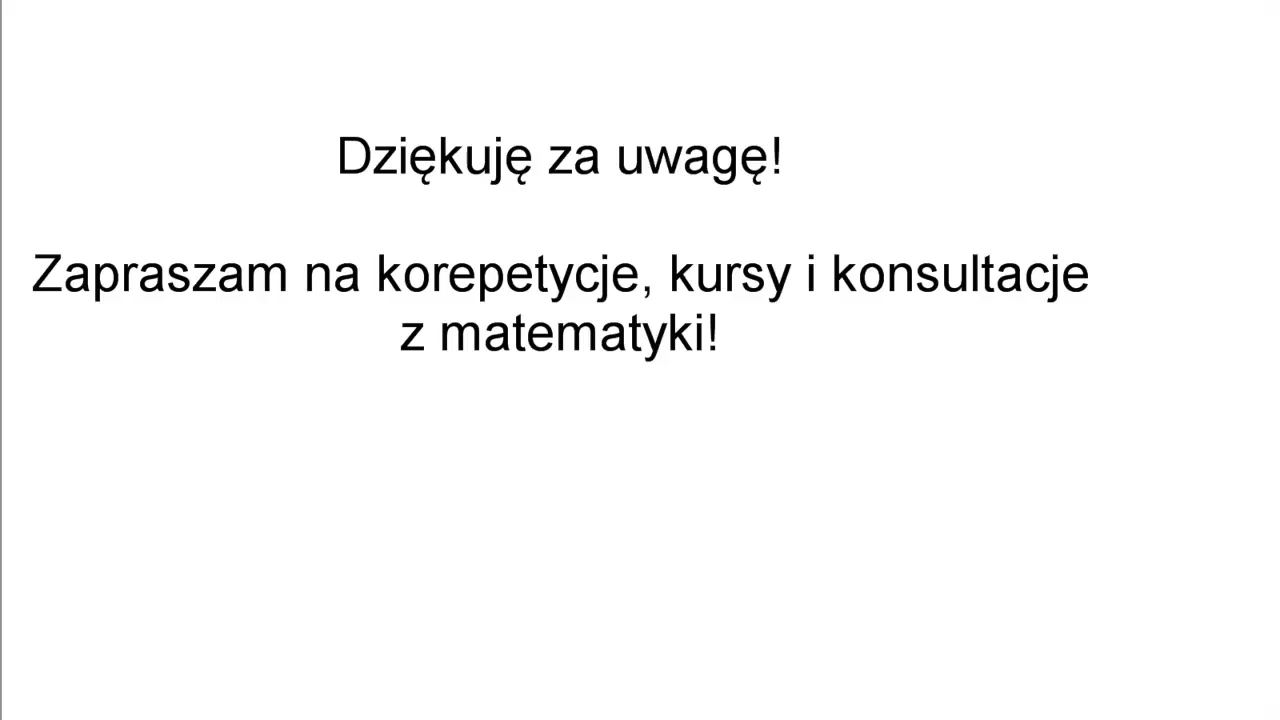 Dziękuję za uwagę!
Zapraszam na korepetycje, kursy i konsultacje
z matematyki!